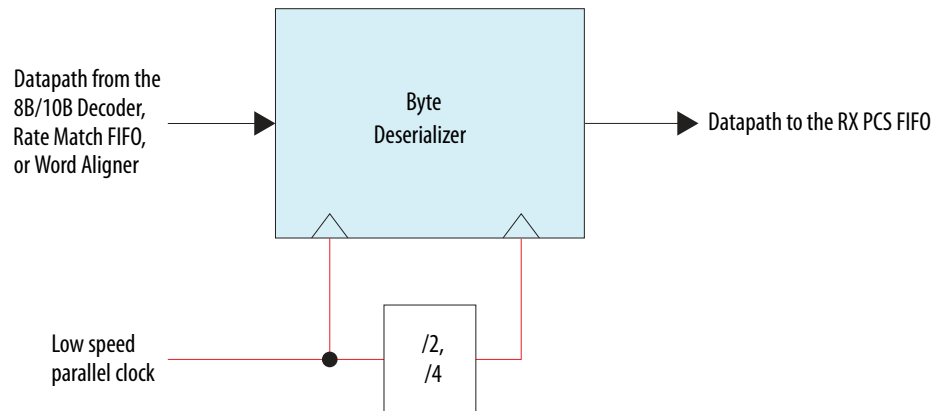 Datapath from the
8B/10B Decoder,
Rate Match FIFO,
or Word Aligner
Byte
Deserializer
Datapath to the RX PCS FIFO
Low speed
parallel clock
/2,
/4